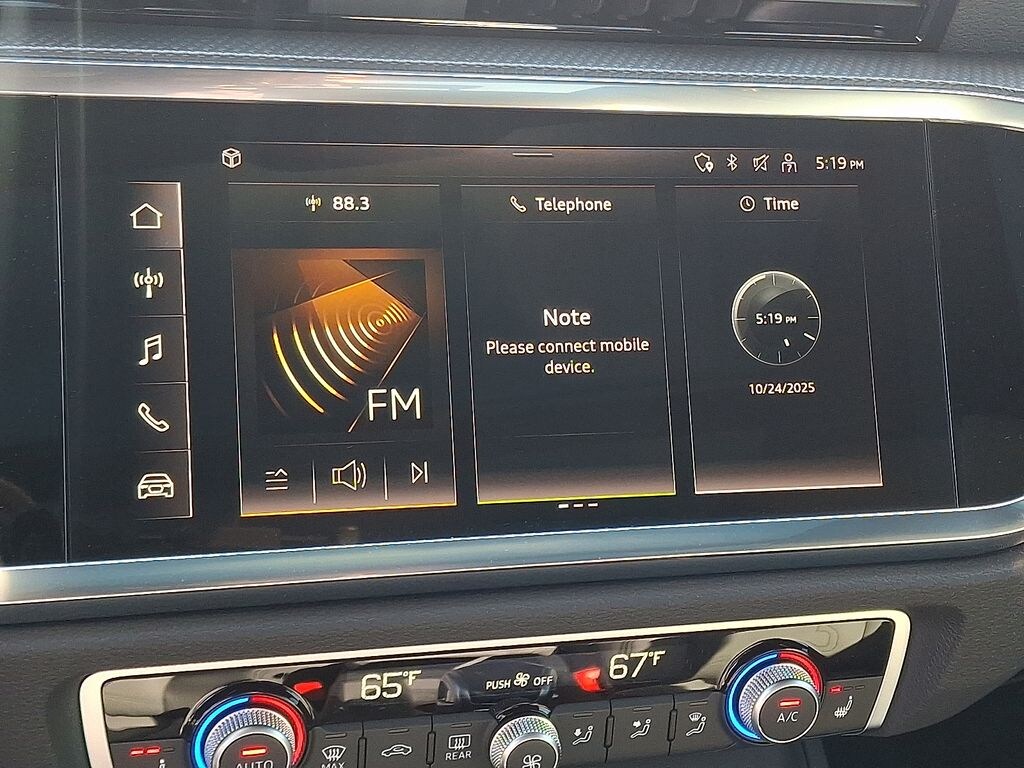 5:19 PM
88.3
Telephone
Time
Note
Please connect mobile
device.
5:19 PM
FM
10/24/2025
65°F
PUSH OFF
67°F
AUTO
MAX
REAR
A/C